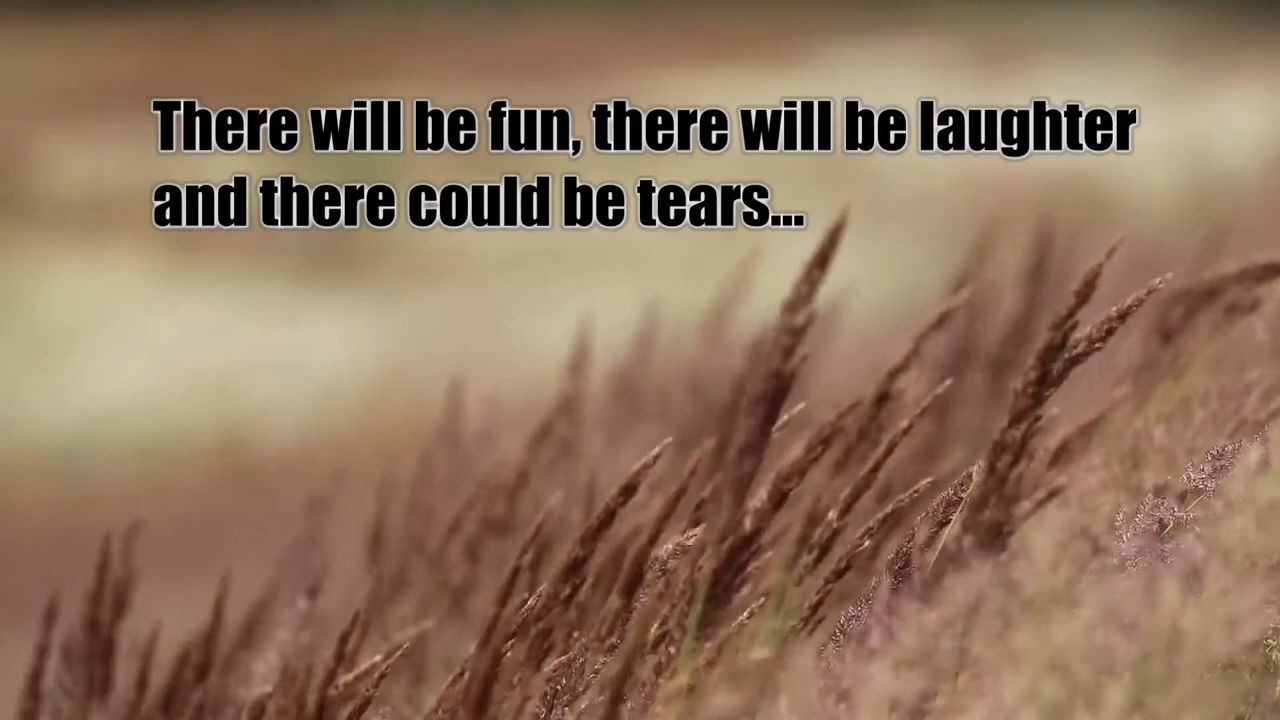 There will be fun, there will be laughter
and there could be tears...